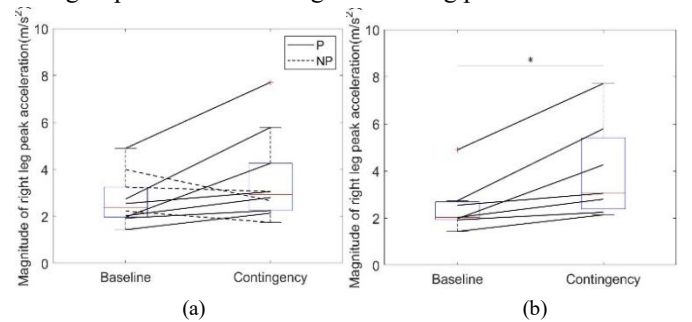 Magnitude of right leg peak acceleration(m/s²)
10
8
6
4
2
0
P
NP
Baseline
Contingency
(a)
Magnitude of right leg peak acceleration(m/s²)
10
8
6
4
2
0
*
Baseline
Contingency
(b)